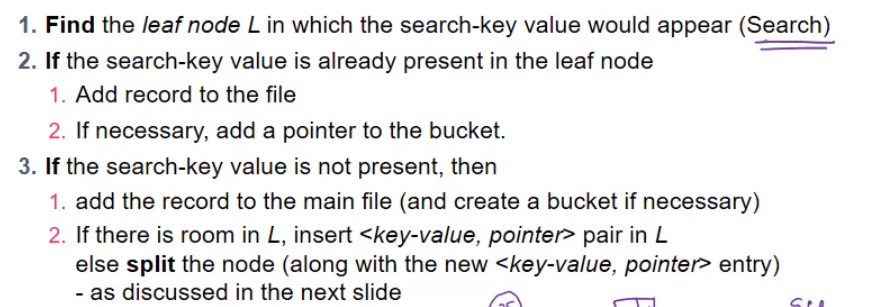 1. Find the leaf node L in which the search-key value would appear (Search)
2. If the search-key value is already present in the leaf node
1. Add record to the file
2. If necessary, add a pointer to the bucket.
3. If the search-key value is not present, then
1. add the record to the main file (and create a bucket if necessary)
2. If there is room in L, insert <key-value, pointer> pair in L
else split the node (along with the new <key-value, pointer> entry)
- as discussed in the next slide